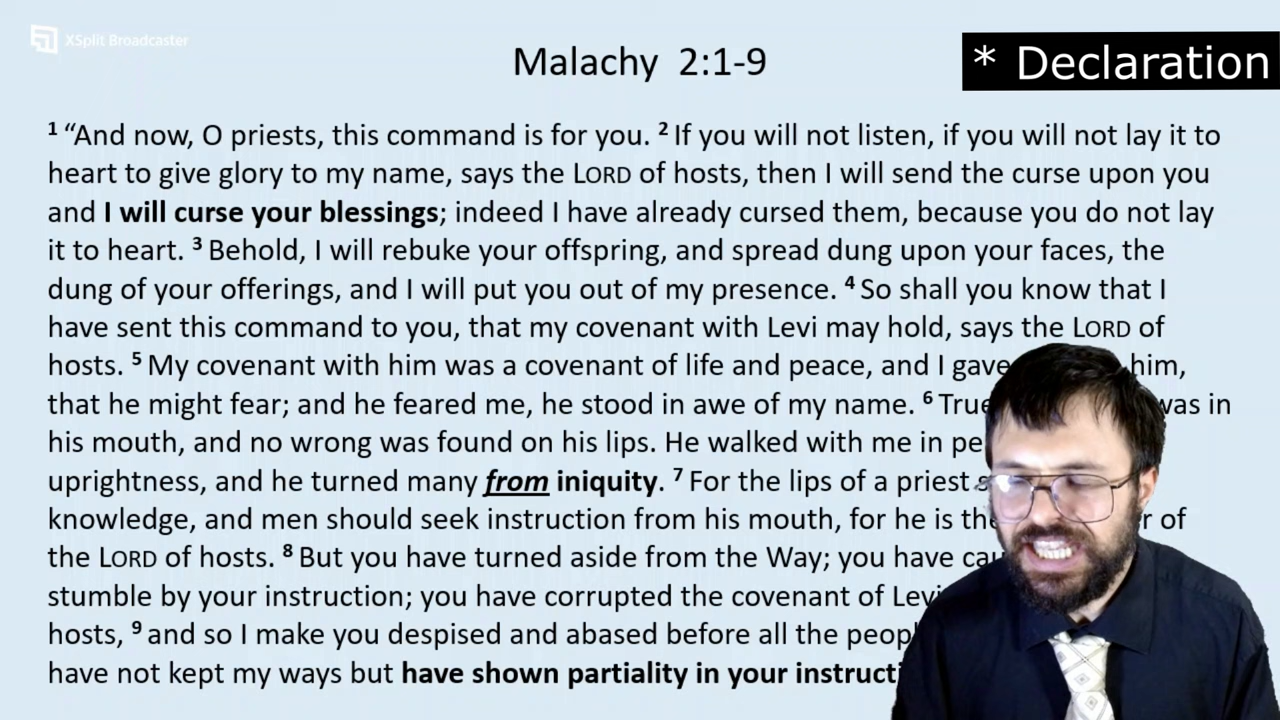 XSplit Broadcaster
Malachy 2:1-9
* Declaration
1 “And now, O priests, this command is for you. 2 If you will not listen, if you will not lay it to
heart to give glory to my name, says the LORD of hosts, then I will send the curse upon you
and I will curse your blessings; indeed I have already cursed them, because you do not lay
it to heart. 3 Behold, I will rebuke your offspring, and spread dung upon your faces, the
dung of your offerings, and I will put you out of my presence. 4 So shall you know that I
have sent this command to you, that my covenant with Levi may hold, says the LORD of
hosts. 5 My covenant with him was a covenant of life and peace, and I gave him,
that he might fear; and he feared me, he stood in awe of my name. 6 was in
his mouth, and no wrong was found on his lips. He walked with me in
uprightness, and he turned many from iniquity. 7 For the lips of a priest
knowledge, and men should seek instruction from his mouth, for he is of
the LORD of hosts. 8 But you have turned aside from the Way; you have
stumble by your instruction; you have corrupted the covenant of Levi
hosts, 9 and so I make you despised and abased before all the
have not kept my ways but have shown partiality in your